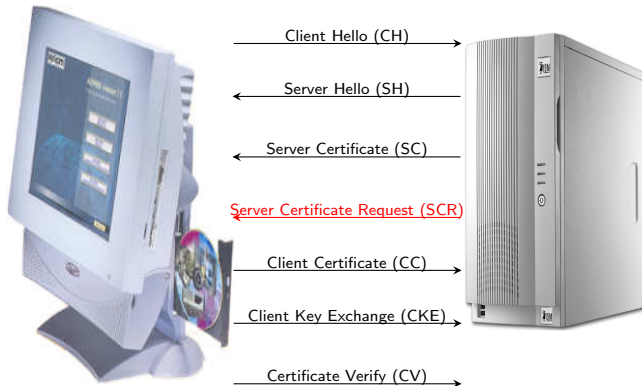 Client Hello (CH)
Server Hello (SH)
Server Certificate (SC)
Server Certificate Request (SCR)
Client Certificate (CC)
Client Key Exchange (CKE)
Certificate Verify (CV)